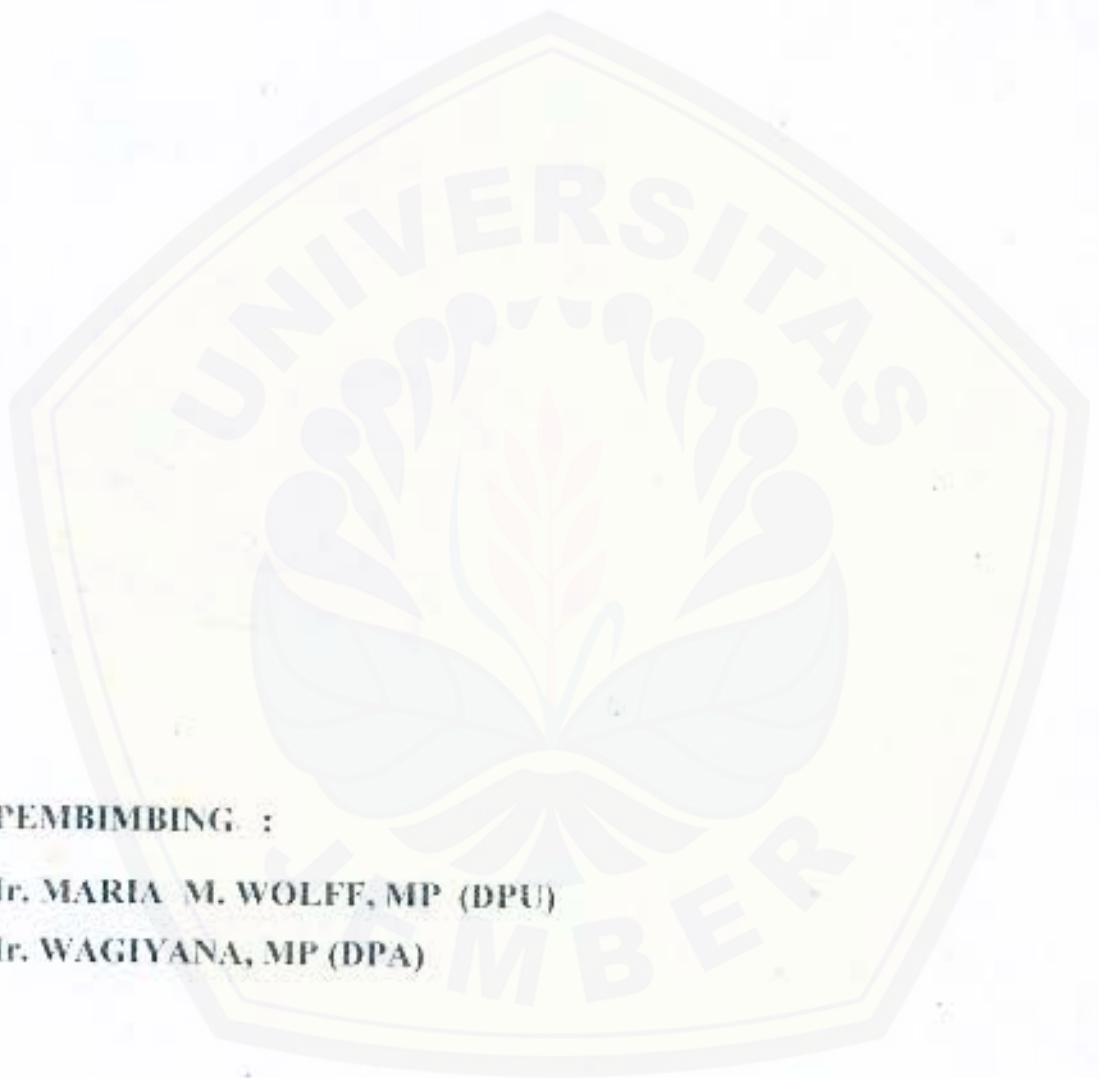 UNIVERSITAS
PEMBIMBING :
Ir. MARIA M. WOLFF, MP (DPU)
Ir. WAGIYANA, MP (DPA)
JEMBER